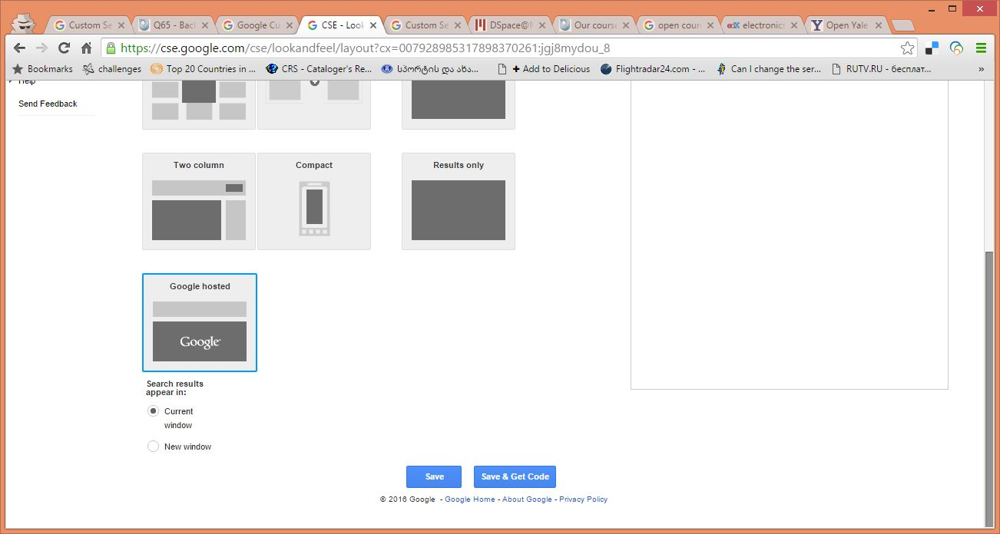 Custom Se
Q65 - Bacl
Google Cu
CSE - Lool
Custom Se
DSpace@M
Our course
open cour
edX electronics
Open Yale
https://cse.google.com/cse/lookandfeel/layout?cx=007928985317898370261:jgj8mydou_8
Bookmarks
challenges
Top 20 Countries in ...
CRS - Cataloger's Re...
სპორტის და ახა...
+ Add to Delicious
Flightradar24.com - ...
Can I change the ser...
RUTV.RU - бесплат...
»
Help
Send Feedback
Two column
Compact
Results only
Google hosted
Google
Search results
appear in:
Current
window
New window
Save
Save & Get Code
© 2016 Google - Google Home - About Google - Privacy Policy